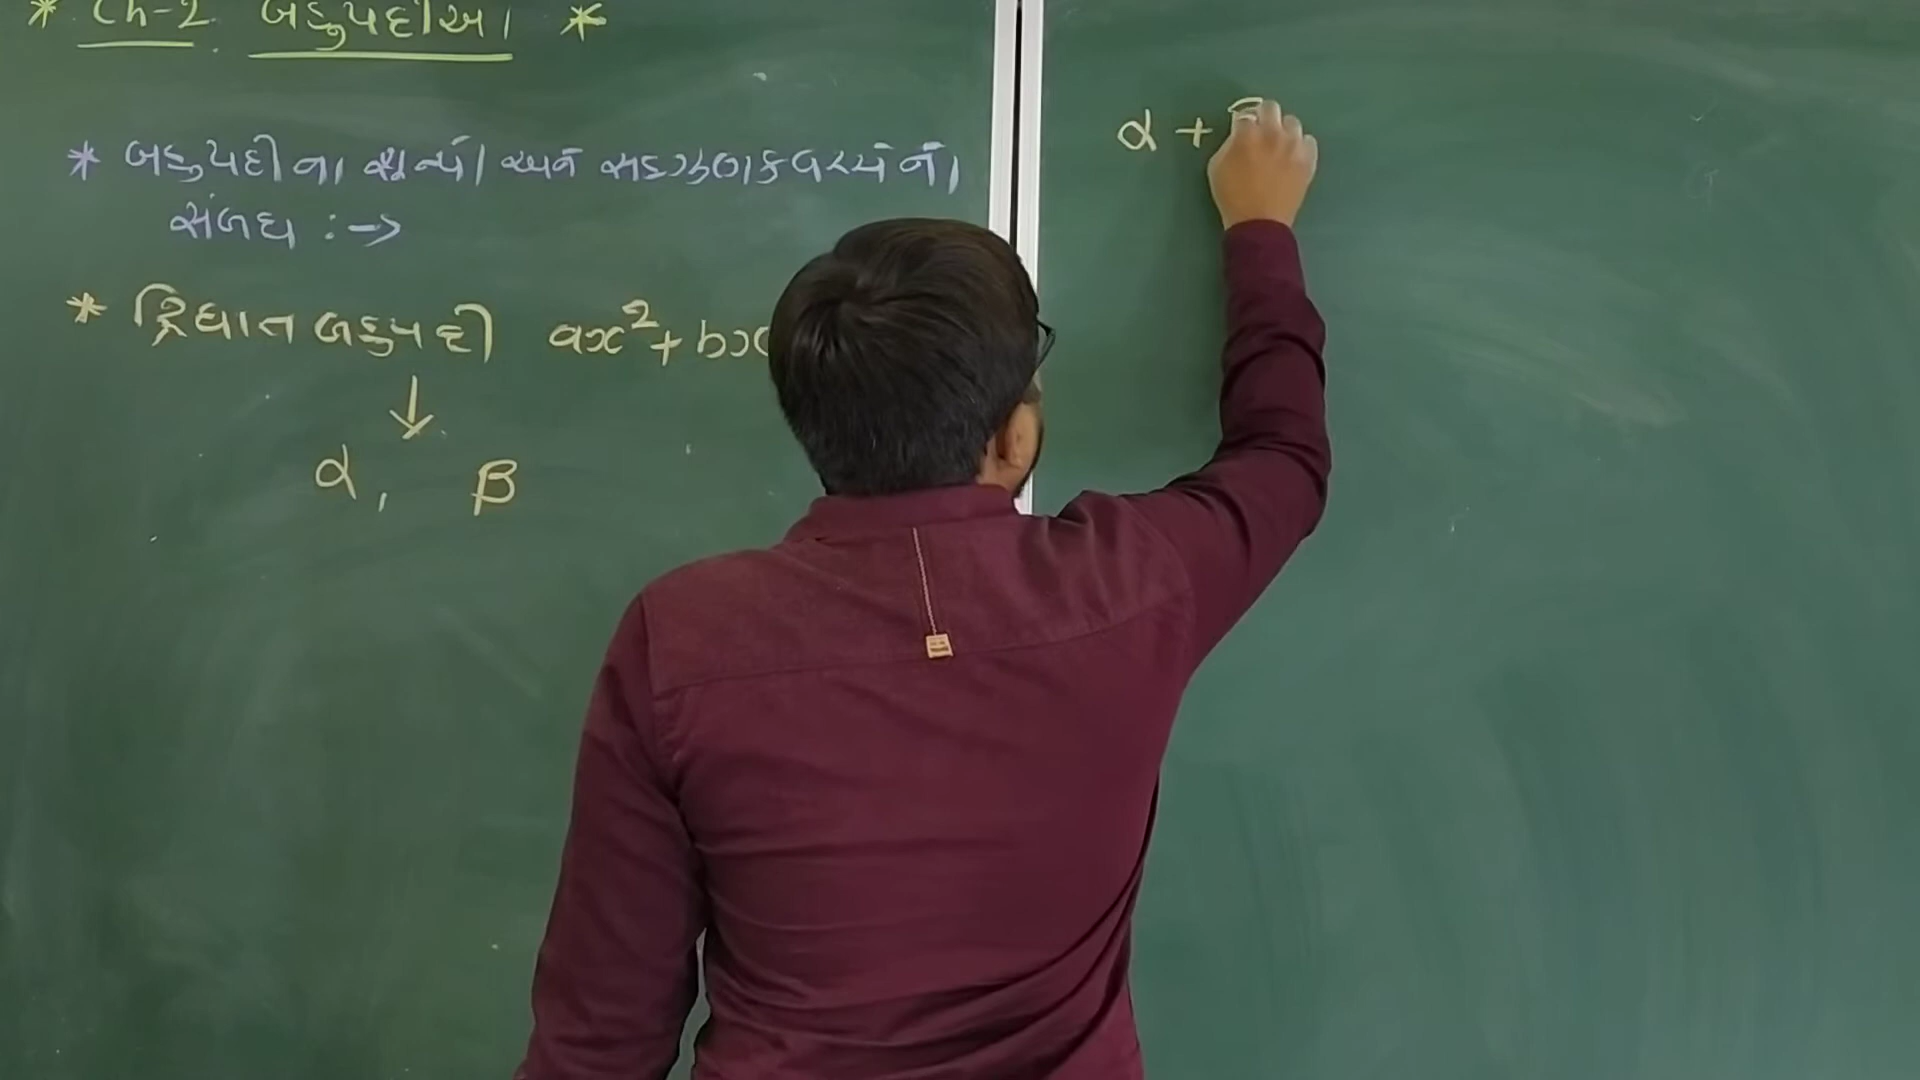 * Ch-2. બહુપદીઓ *
* બહુપદીના શૂન્યો અને સહગુણક વચ્ચેનો
સંબંધ :->
* દ્વિઘાત બહુપદી ax² + bx
↓
α, β
α +